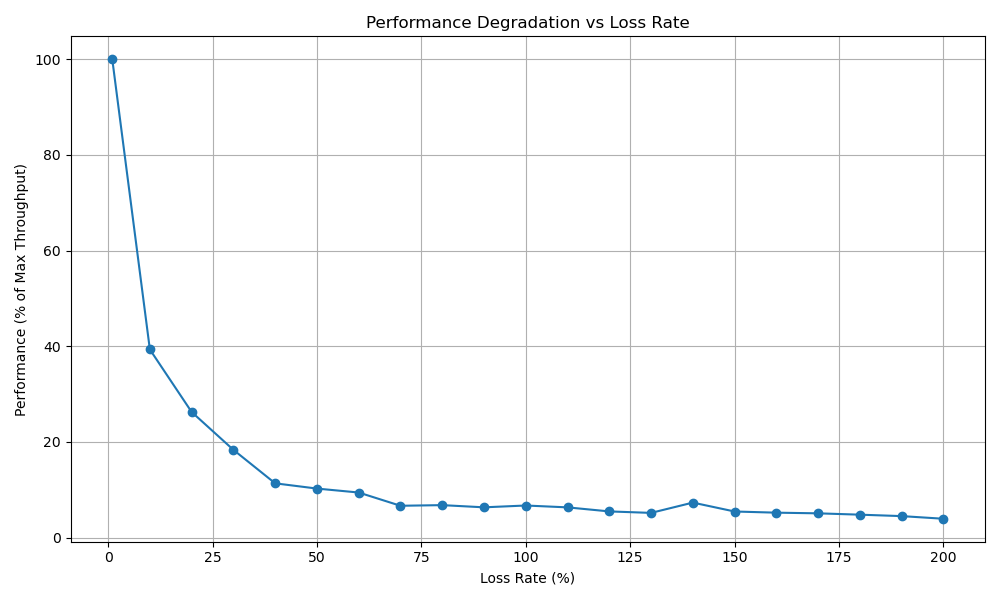 Performance Degradation vs Loss Rate
Performance (% of Max Throughput)
100
80
60
40
20
0
0 25 50 75 100 125 150 175 200
Loss Rate (%)